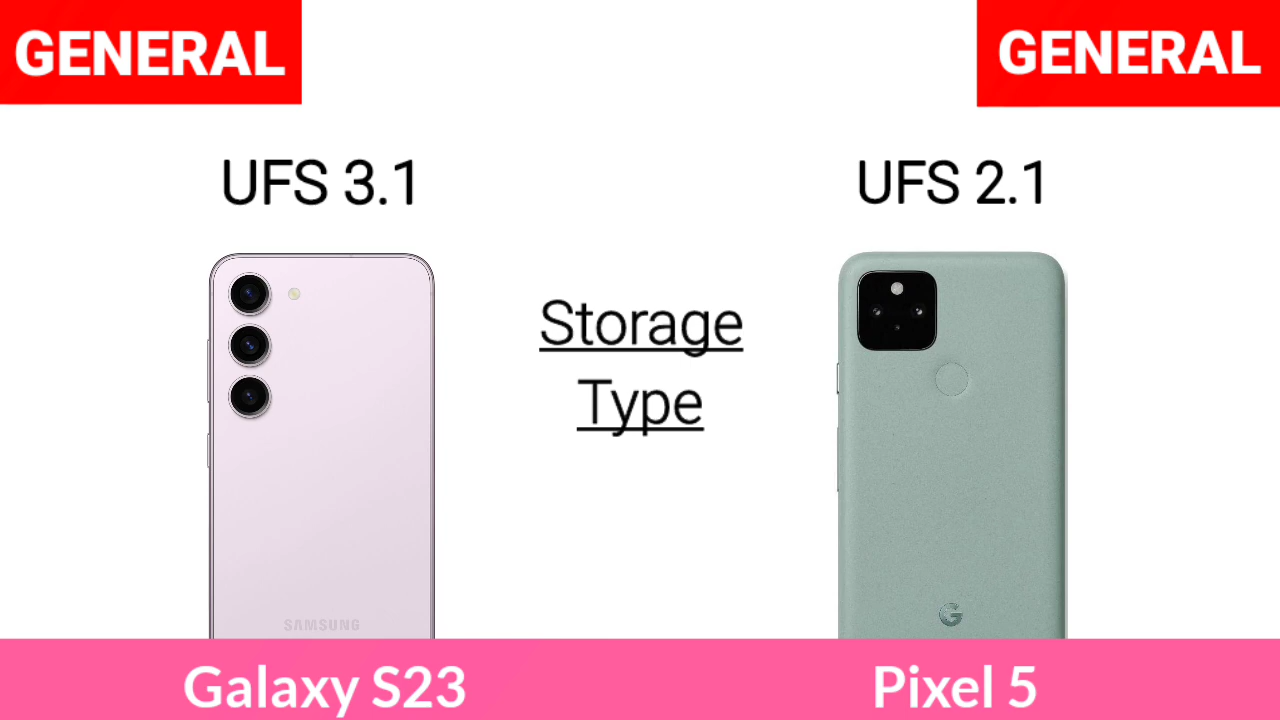 GENERAL
GENERAL
UFS 3.1
UFS 2.1
Storage
Type
SAMSUNG
G
Galaxy S23
Pixel 5